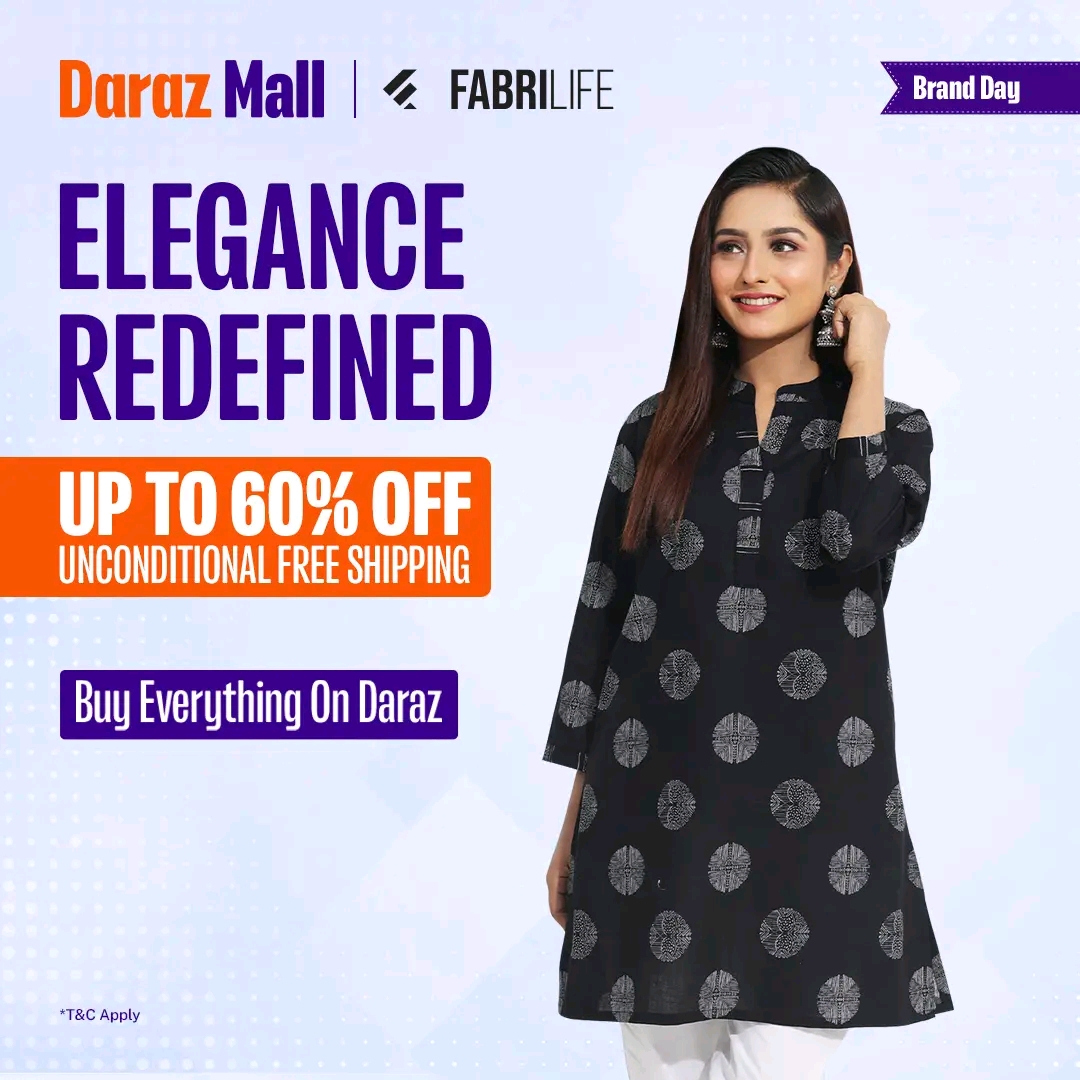 Daraz Mall | FABRILIFE
Brand Day
ELEGANCE
REDEFINED
UP TO 60% OFF
UNCONDITIONAL FREE SHIPPING
Buy Everything On Daraz
*T&C Apply